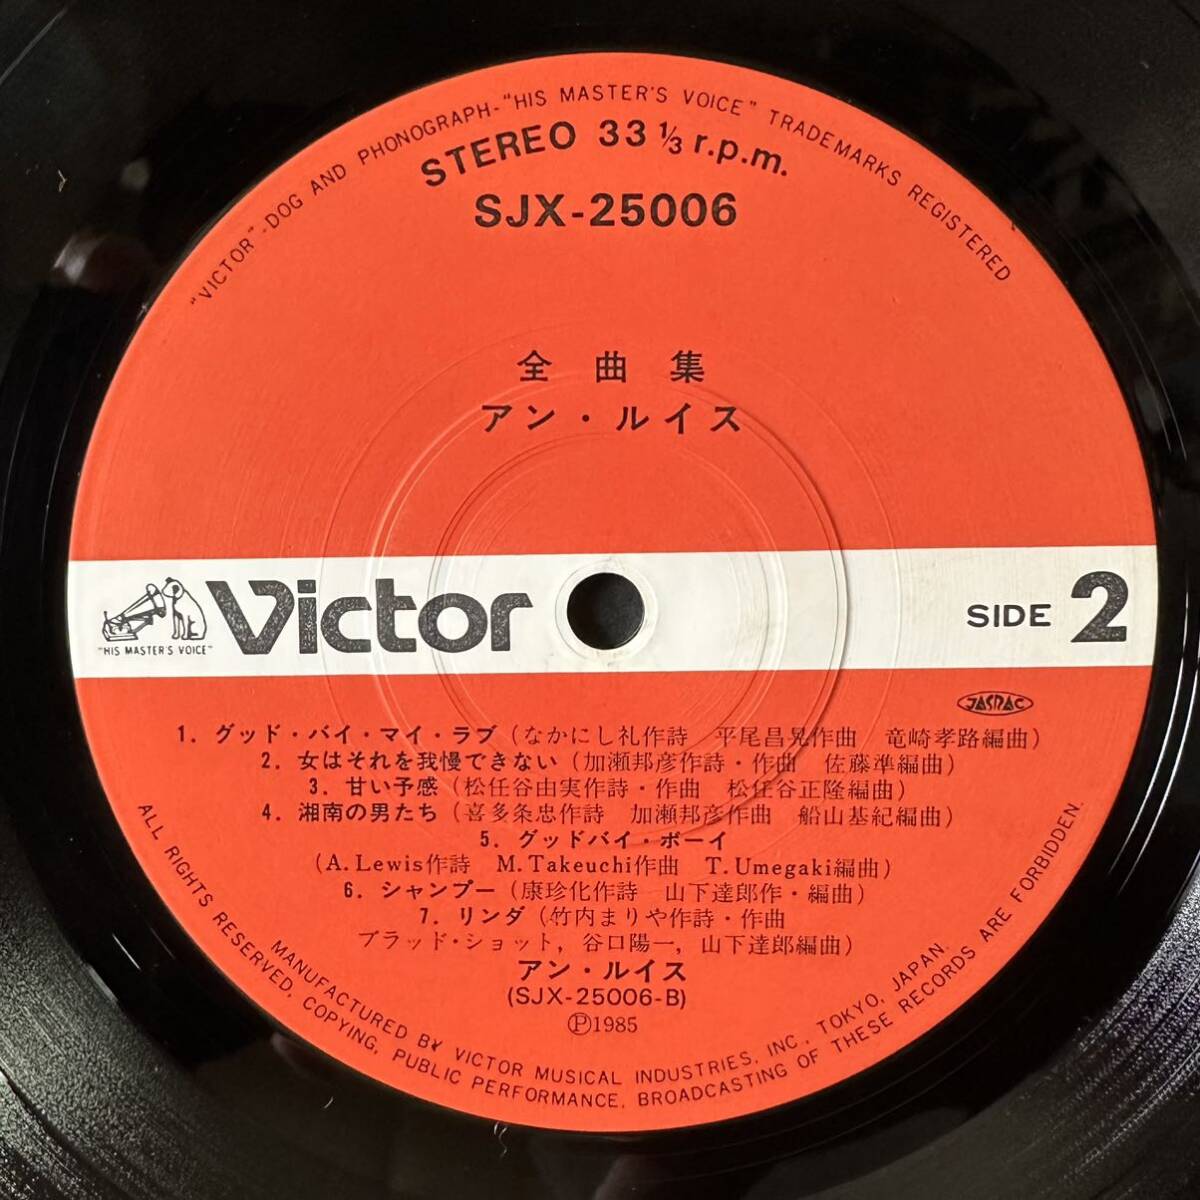 "VICTOR"-DOG AND PHONOGRAPH-"HIS MASTER'S VOICE" TRADEMARKS REGISTERED
STEREO 33 1/3 r.p.m.
SJX-25006
全曲集
アン・ルイス
"HIS MASTER'S VOICE"
Victor
SIDE 2
JASRAC
1. グッド・バイ・マイ・ラブ (なかにし礼作詩 平尾昌晃作曲 竜崎孝路編曲)
2. 女はそれを我慢できない (加瀬邦彦作詩・作曲 佐藤準編曲)
3. 甘い予感 (松任谷由実作詩・作曲 松任谷正隆編曲)
4. 湘南の男たち (喜多条忠作詩 加瀬邦彦作曲 船山基紀編曲)
5. グッドバイ・ボーイ
(A. Lewis作詩 M. Takeuchi作曲 T. Umegaki編曲)
6. シャンプー (康珍化作詩 山下達郎作・編曲)
7. リンダ (竹内まりや作詩・作曲
ブラッド・ショット, 谷口陽一, 山下達郎編曲)
アン・ルイス
(SJX-25006-B)
Ⓟ1985
MANUFACTURED BY VICTOR MUSICAL INDUSTRIES, INC., TOKYO, JAPAN.
ALL RIGHTS RESERVED, COPYING, PUBLIC PERFORMANCE, BROADCASTING OF THESE RECORDS ARE FORBIDDEN.